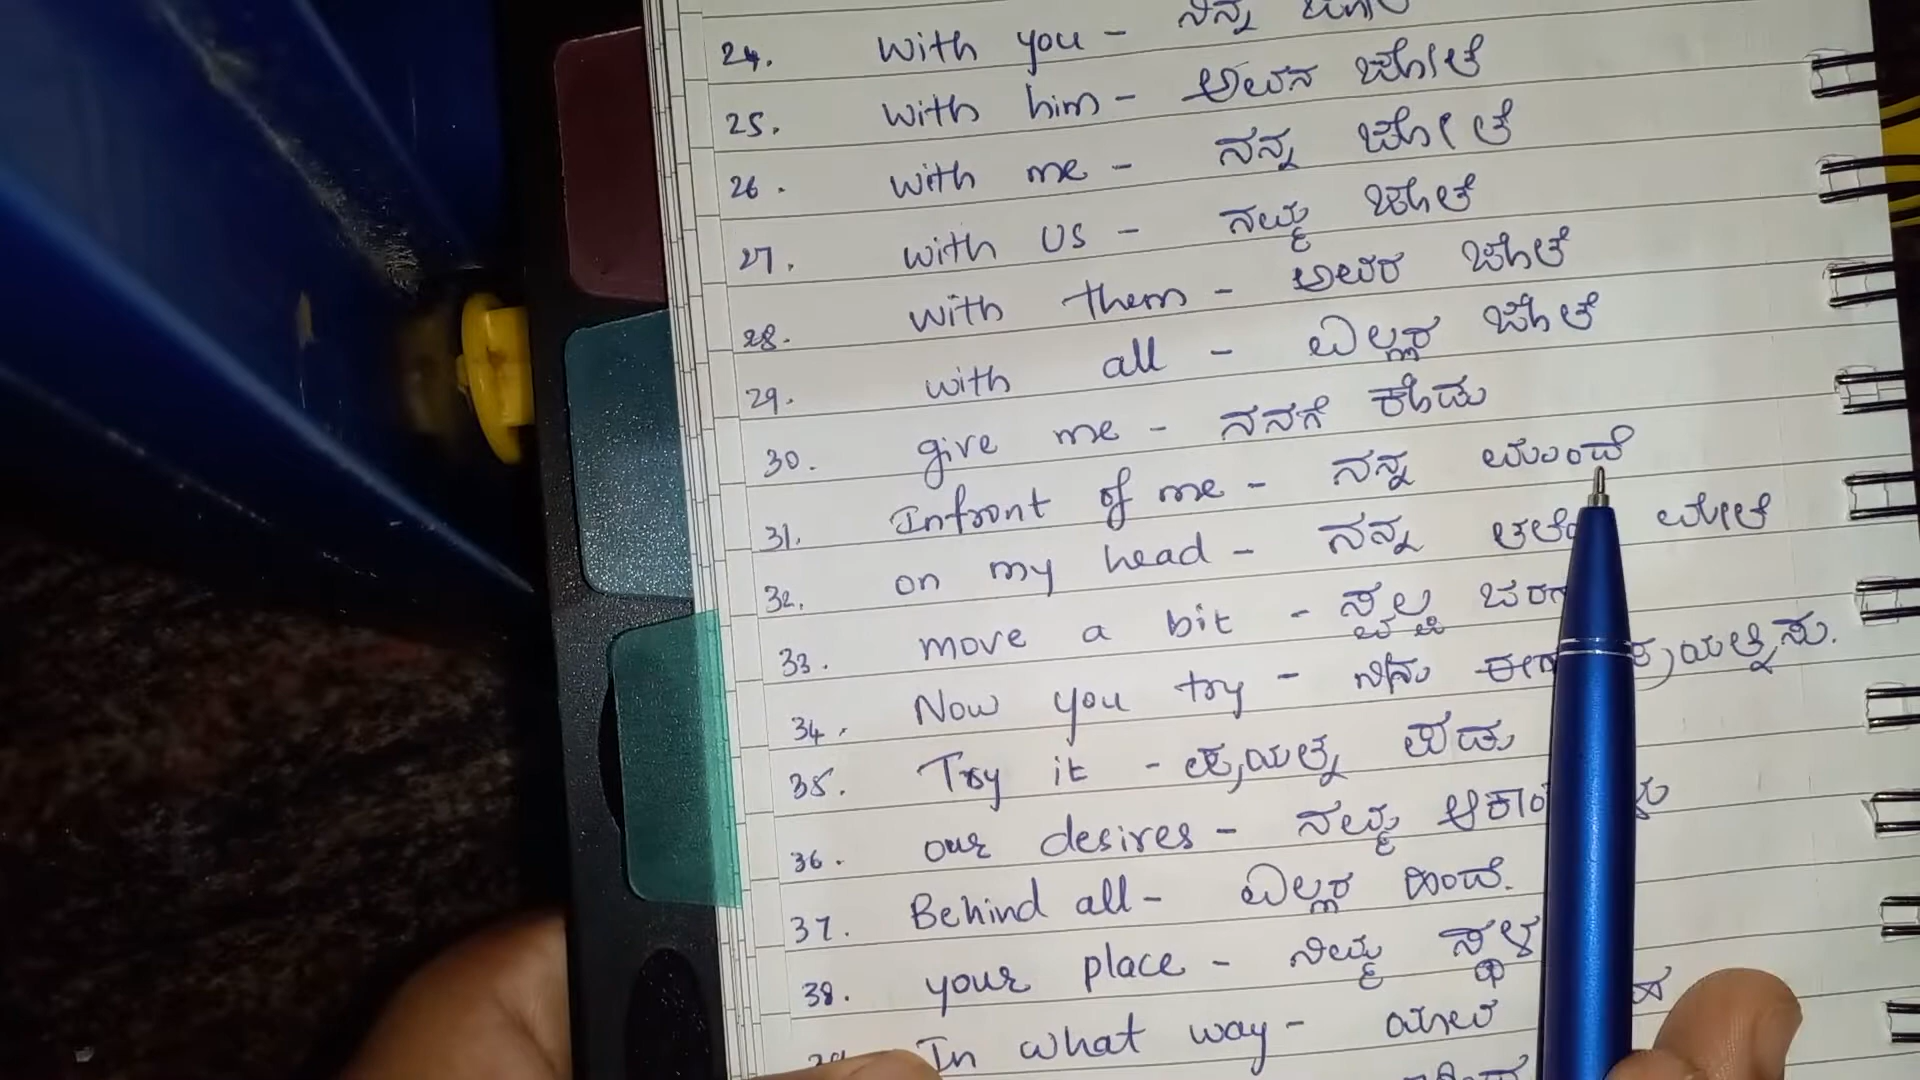 24. with you - ನಿನ್ನ
25. with him - ಅವನ ಜೋತೆ
26. with me - ನನ್ನ ಜೋತೆ
27. with us - ನಮ್ಮ ಜೊತೆ
28. with them - ಅವರ ಜೊತೆ
29. with all - ಎಲ್ಲರ ಜೊತೆ
30. give me - ನನಗೆ ಕೊಡು
31. Infront of me - ನನ್ನ ಮುಂದೆ
32. on my head - ನನ್ನ ಮೇಲೆ
33. move a bit - ಸ್ವಲ್ಪ
34. Now you try - ನೀನು ಪ್ರಯತ್ನಿಸು.
35. Try it - ಪ್ರಯತ್ನ ಪಡು
36. our desires - ನಮ್ಮ
37. Behind all - ಎಲ್ಲರ ಹಿಂದೆ.
38. your place - ನಿಮ್ಮ ಸ್ಥಳ
In what way - ಯಾವ